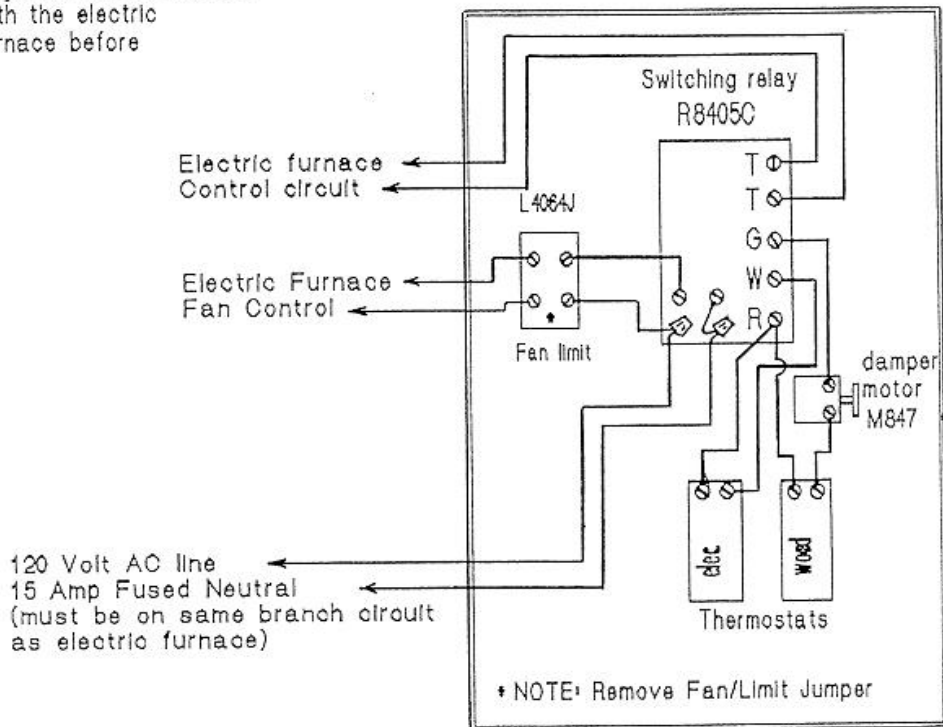 the electric
before
Switching relay
R8405C
T
T
G
W
R
Electric furnace
Control circuit
L4064J
Electric Furnace
Fan Control
Fan limit
damper
motor
M847
elec
wood
Thermostats
120 Volt AC line
15 Amp Fused Neutral
(must be on same branch circuit
as electric furnace)
* NOTE: Remove Fan/Limit Jumper